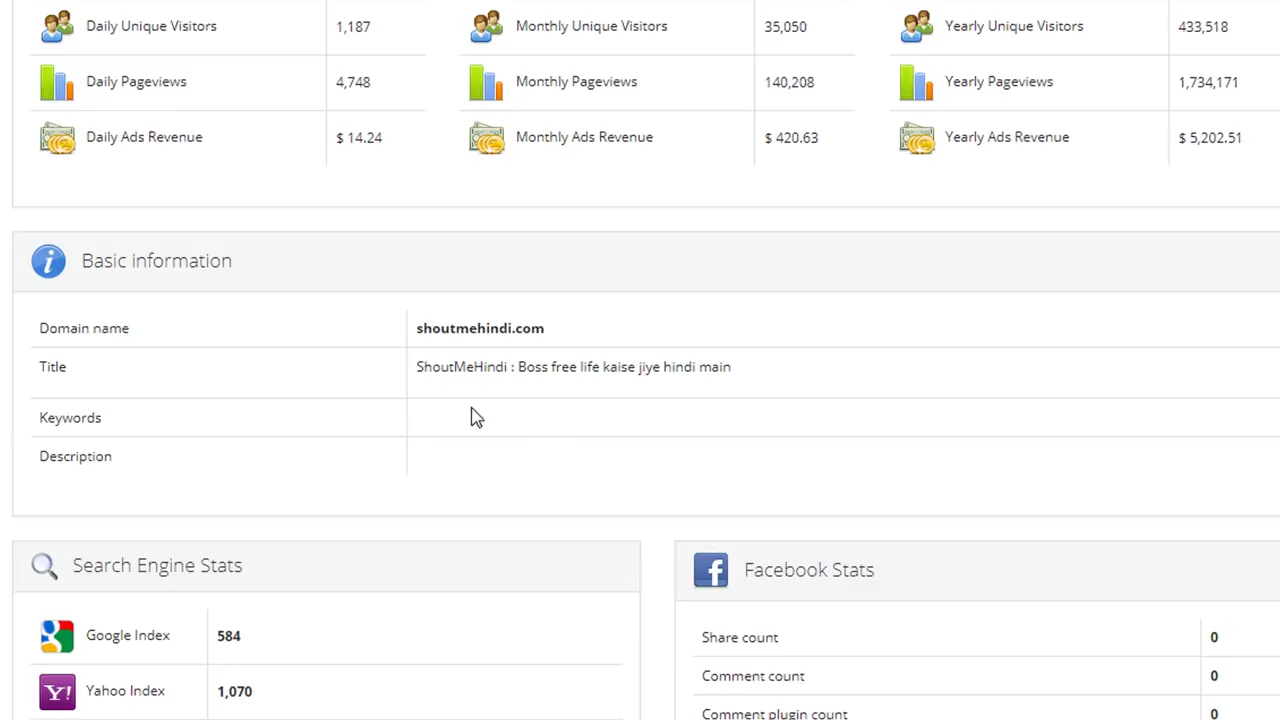 Daily Unique Visitors 1,187 Monthly Unique Visitors 35,050 Yearly Unique Visitors 433,518
Daily Pageviews 4,748 Monthly Pageviews 140,208 Yearly Pageviews 1,734,171
Daily Ads Revenue $ 14.24 Monthly Ads Revenue $ 420.63 Yearly Ads Revenue $ 5,202.51
Basic information
Domain name shoutmehindi.com
Title ShoutMeHindi : Boss free life kaise jiye hindi main
Keywords
Description
Search Engine Stats
Google Index 584
Yahoo Index 1,070
Facebook Stats
Share count 0
Comment count 0
Comment plugin count 0